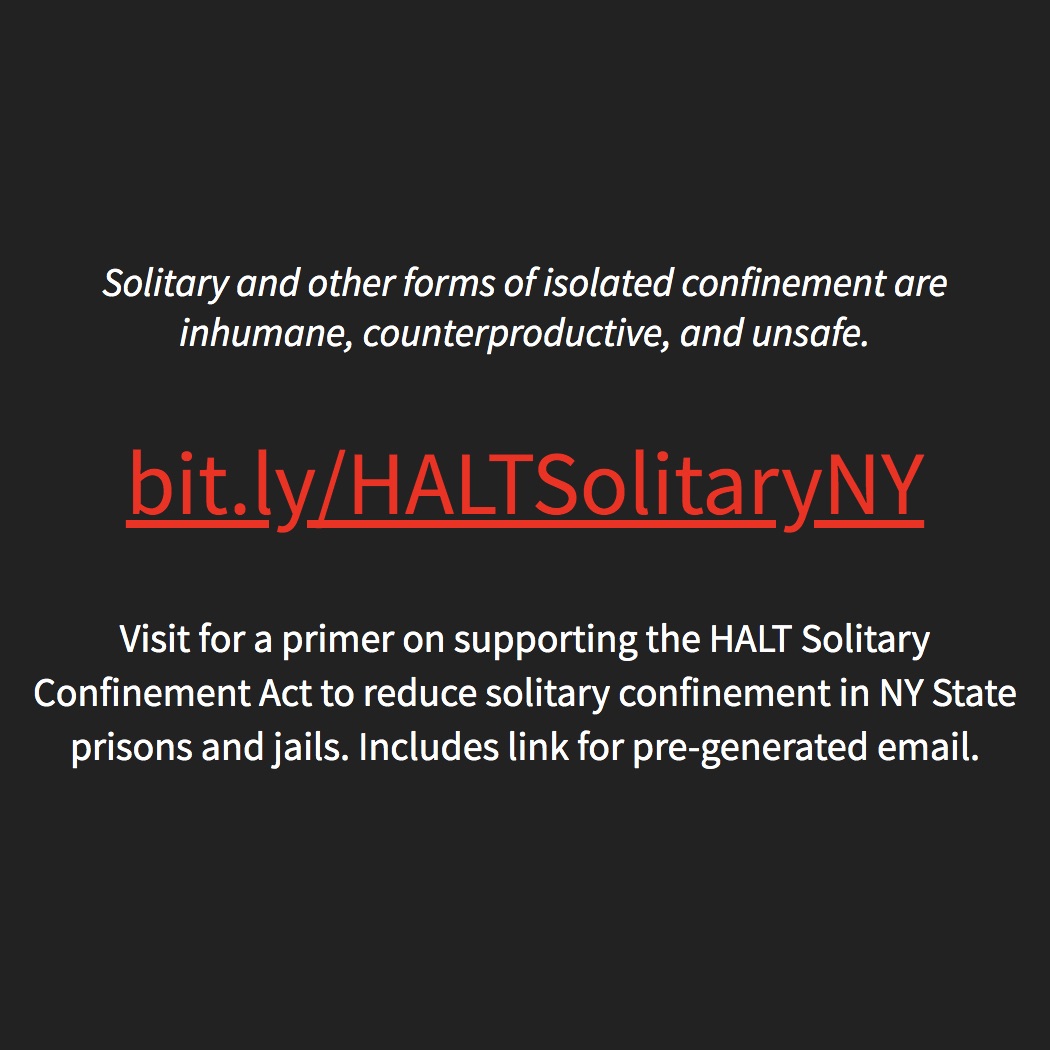 Solitary and other forms of isolated confinement are
inhumane, counterproductive, and unsafe.
bit.ly/HALTSolitaryNY
Visit for a primer on supporting the HALT Solitary
Confinement Act to reduce solitary confinement in NY State
prisons and jails. Includes link for pre-generated email.